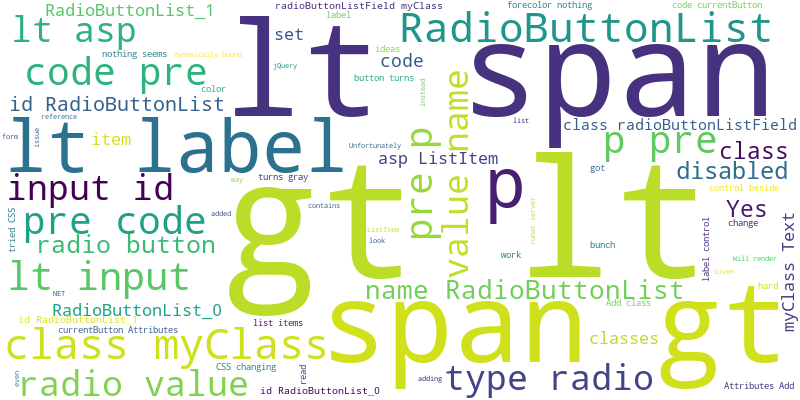 RadioButtonList_1
radioButtonListField myClass
forecolor nothing
code currentButton
label
lt asp
set
RadioButtonList
nothing seems
dynamically bound
ideas
code pre
jQuery
code
button turns
lt
span
color
instead
id RadioButtonList
reference
list
class radioButtonListField
form
issue
item
Unfortunately
value name
pre p
p pre
class
lt label
asp ListItem
got
disabled
input id
way
turns gray
p
control beside
pre code
added
contains
gt
lt
Yes
change
tried CSS
radio button
ListItem
look
runat server
bunch
label control
myClass Text
work
lt input
Will render
Given
NET
name RadioButtonList
hard
RadioButtonList_0
Add class
id RadioButtonList_1
list items
currentButton Attributes
class myClass
span
gt
classes
CSS changing
read
even
radio value
id RadioButtonList_0
adding
type radio
Attributes Add